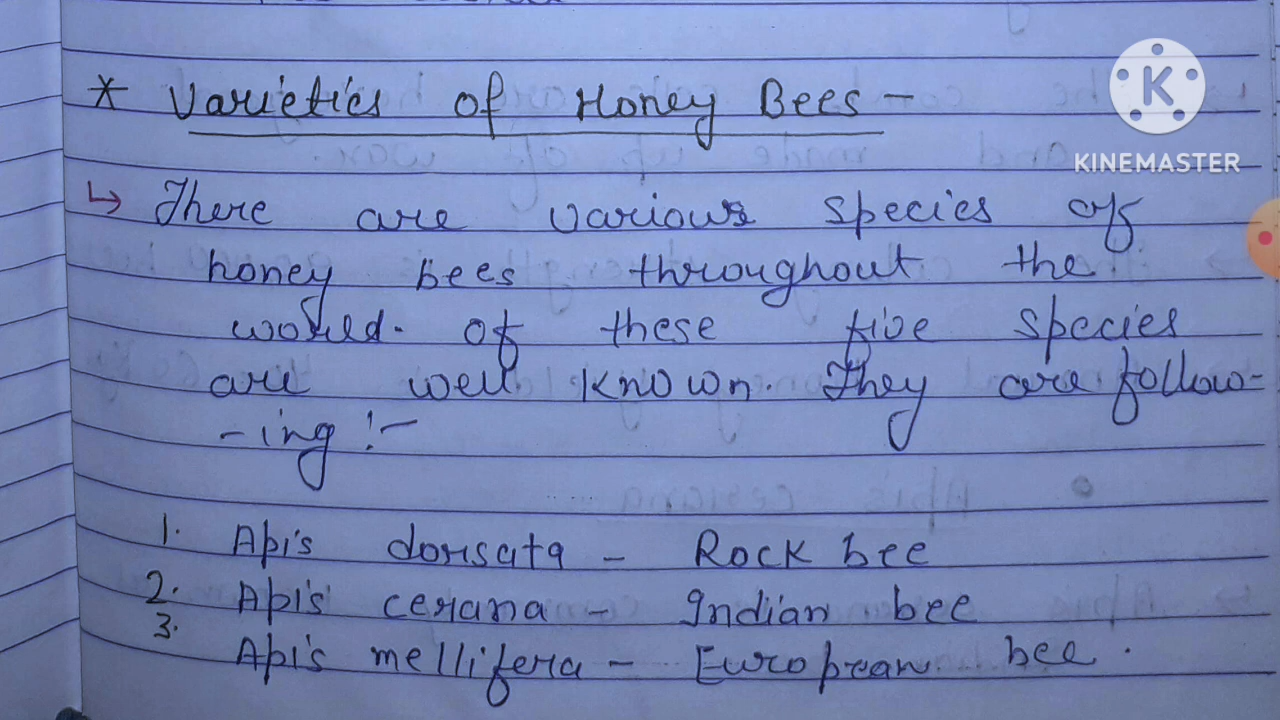 * Varieties of Honey Bees -
KINEMASTER
↳ There are various species of
honey bees throughout the
world. Of these five species
are well known. They are follow-
-ing :-
1. Apis dorsata - Rock bee
2. Apis cerana - Indian bee
3. Apis mellifera - European bee.